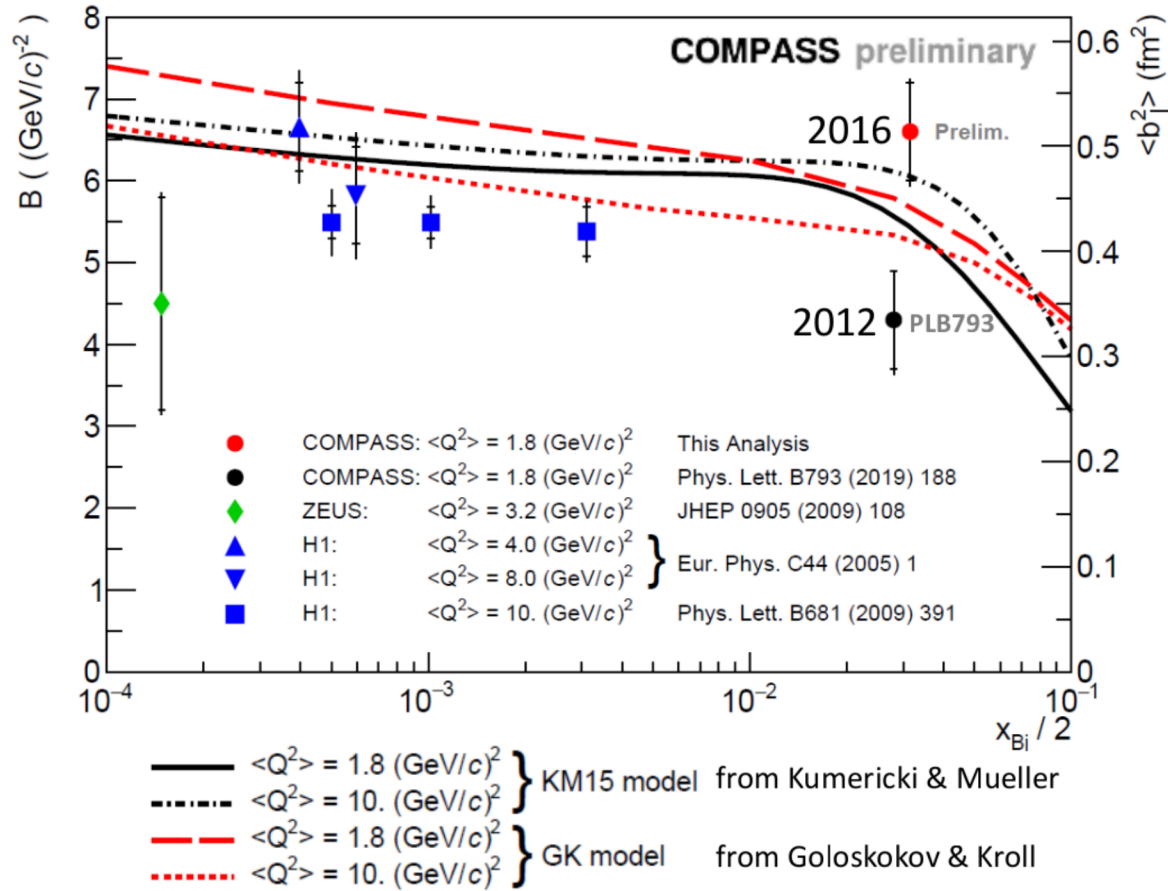 COMPASS preliminary
B ( (GeV/c)⁻²
<b²⊥> (fm²)
8
7
6
5
4
3
2
1
0
0.6
0.5
0.4
0.3
0.2
0.1
0
2016 Prelim.
2012 PLB793
COMPASS: <Q²> = 1.8 (GeV/c)² This Analysis
COMPASS: <Q²> = 1.8 (GeV/c)² Phys. Lett. B793 (2019) 188
ZEUS: <Q²> = 3.2 (GeV/c)² JHEP 0905 (2009) 108
H1: <Q²> = 4.0 (GeV/c)²
H1: <Q²> = 8.0 (GeV/c)²
} Eur. Phys. C44 (2005) 1
H1: <Q²> = 10. (GeV/c)² Phys. Lett. B681 (2009) 391
10⁻⁴ 10⁻³ 10⁻² 10⁻¹
x_Bj / 2
<Q²> = 1.8 (GeV/c)²
<Q²> = 10. (GeV/c)²
} KM15 model from Kumericki & Mueller
<Q²> = 1.8 (GeV/c)²
<Q²> = 10. (GeV/c)²
} GK model from Goloskokov & Kroll